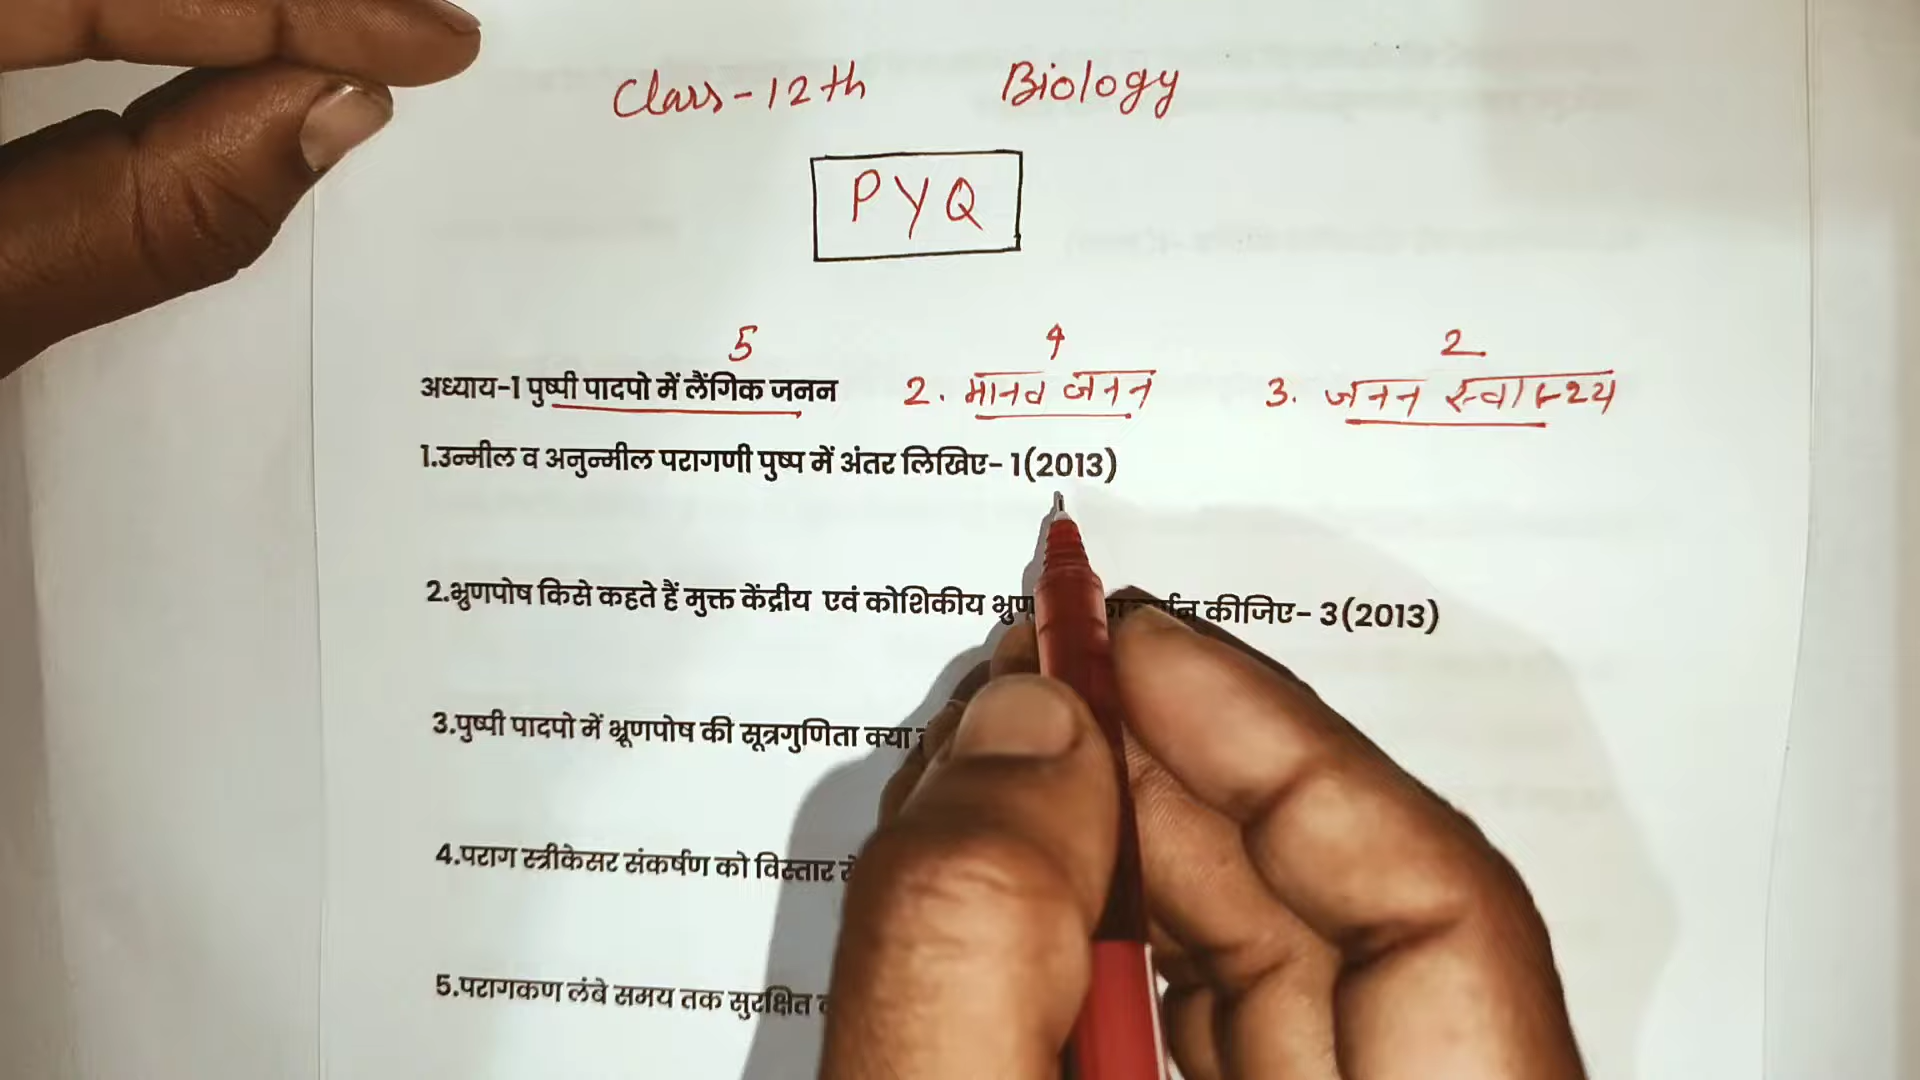 Class-12th Biology
PYQ
5 4 2
अध्याय-1 पुष्पी पादपो में लैंगिक जनन 2. मानव जनन 3. जनन स्वास्थ्य
1.उन्मील व अनुन्मील परागणी पुष्प में अंतर लिखिए- 1(2013)
2.भ्रुणपोष किसे कहते हैं मुक्त केंद्रीय एवं कोशिकीय कीजिए- 3(2013)
3.पुष्पी पादपो में भ्रूणपोष की सूत्रगुणिता क्या
4.पराग स्त्रीकेसर संकर्षण को विस्तार
5.परागकण लंबे समय तक सुरक्षित